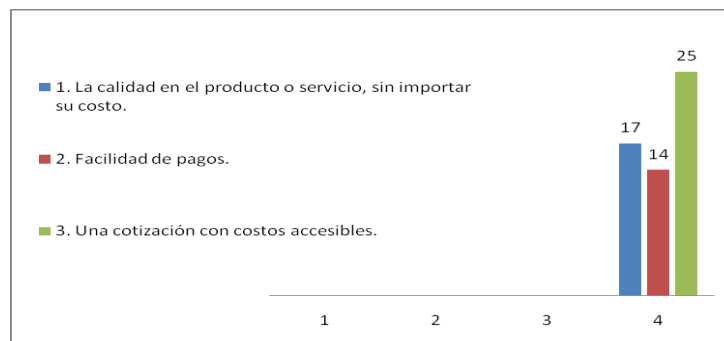 1. La calidad en el producto o servicio, sin importar
su costo.
2. Facilidad de pagos.
3. Una cotización con costos accesibles.
25
17
14
1 2 3 4